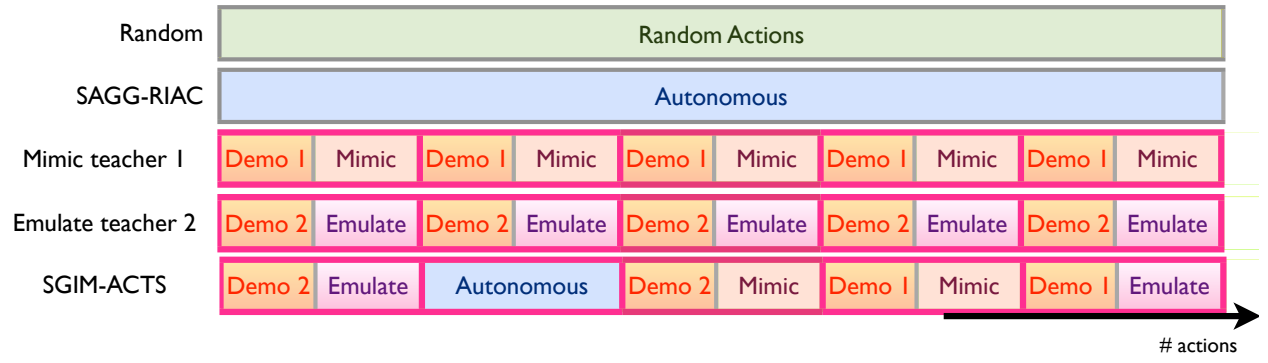 Random Random Actions
SAGG-RIAC Autonomous
Mimic teacher 1 Demo 1 Mimic Demo 1 Mimic Demo 1 Mimic Demo 1 Mimic Demo 1 Mimic
Emulate teacher 2 Demo 2 Emulate Demo 2 Emulate Demo 2 Emulate Demo 2 Emulate Demo 2 Emulate
SGIM-ACTS Demo 2 Emulate Autonomous Demo 2 Mimic Demo 1 Mimic Demo 1 Emulate
# actions